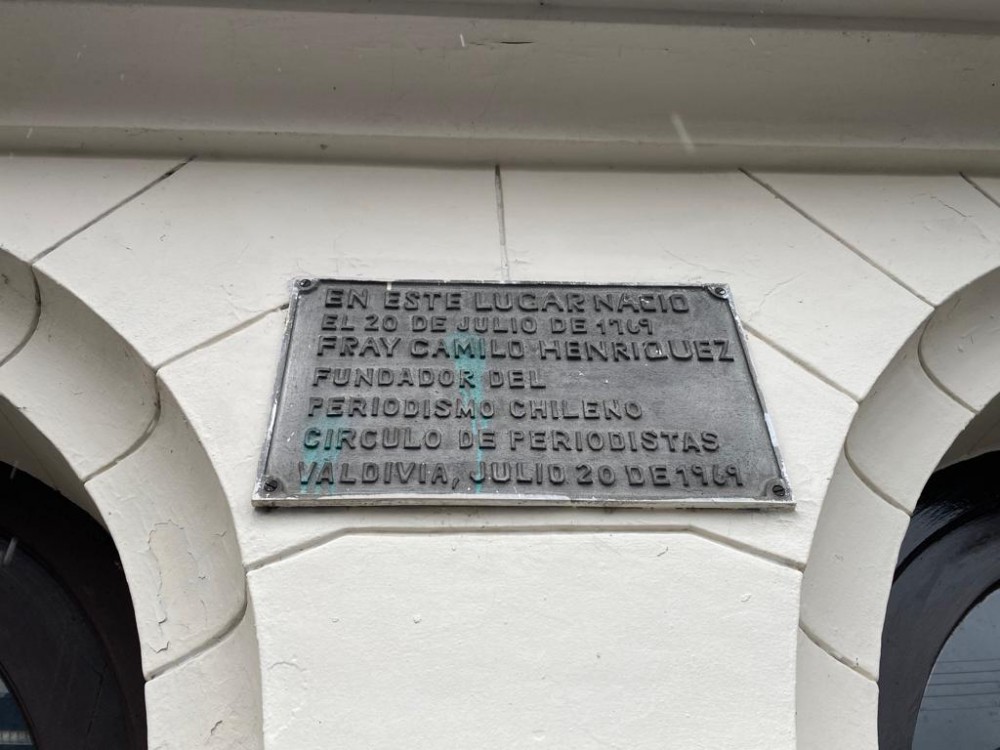 EN ESTE LUGAR NACIO
EL 20 DE JULIO DE 1769
FRAY CAMILO HENRIQUEZ
FUNDADOR DEL
PERIODISMO CHILENO
CIRCULO DE PERIODISTAS
VALDIVIA, JULIO 20 DE 1969